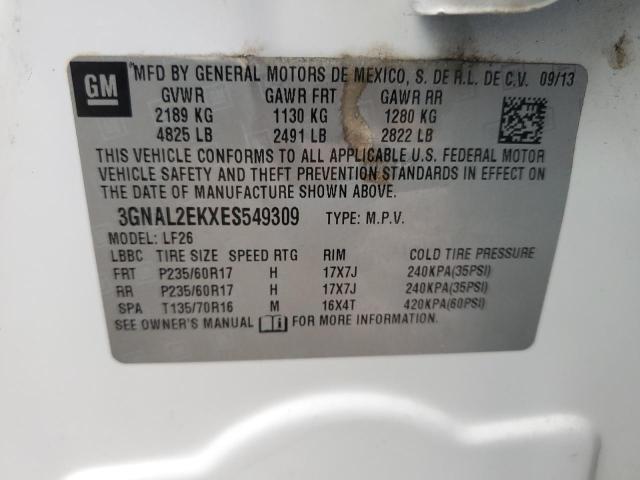 GM
MFD BY GENERAL MOTORS DE MEXICO, S. DE R.L. DE C.V. 09/13
GVWR GAWR FRT GAWR RR
2189 KG 1130 KG 1280 KG
4825 LB 2491 LB 2822 LB
THIS VEHICLE CONFORMS TO ALL APPLICABLE U.S. FEDERAL MOTOR
VEHICLE SAFETY AND THEFT PREVENTION STANDARDS IN EFFECT ON
THE DATE OF MANUFACTURE SHOWN ABOVE.
3GNAL2EKXES549309 TYPE: M.P.V.
MODEL: LF26
LBBC TIRE SIZE SPEED RTG RIM COLD TIRE PRESSURE
FRT P235/60R17 H 17X7J 240KPA(35PSI)
RR P235/60R17 H 17X7J 240KPA(35PSI)
SPA T135/70R16 M 16X4T 420KPA(60PSI)
SEE OWNER'S MANUAL FOR MORE INFORMATION.